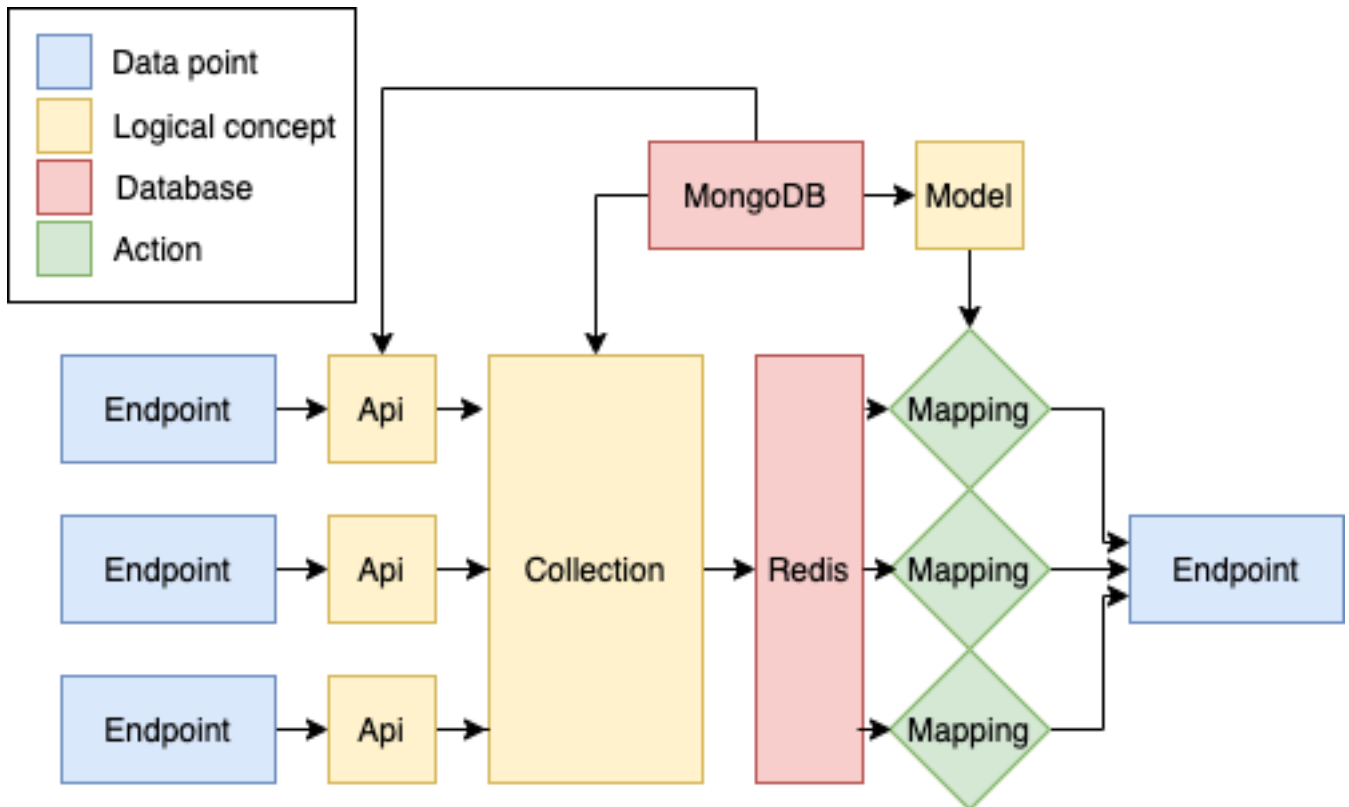 Data point
Logical concept
Database
Action
MongoDB
Model
Endpoint
Api
Mapping
Endpoint
Api
Collection
Redis
Mapping
Endpoint
Endpoint
Api
Mapping